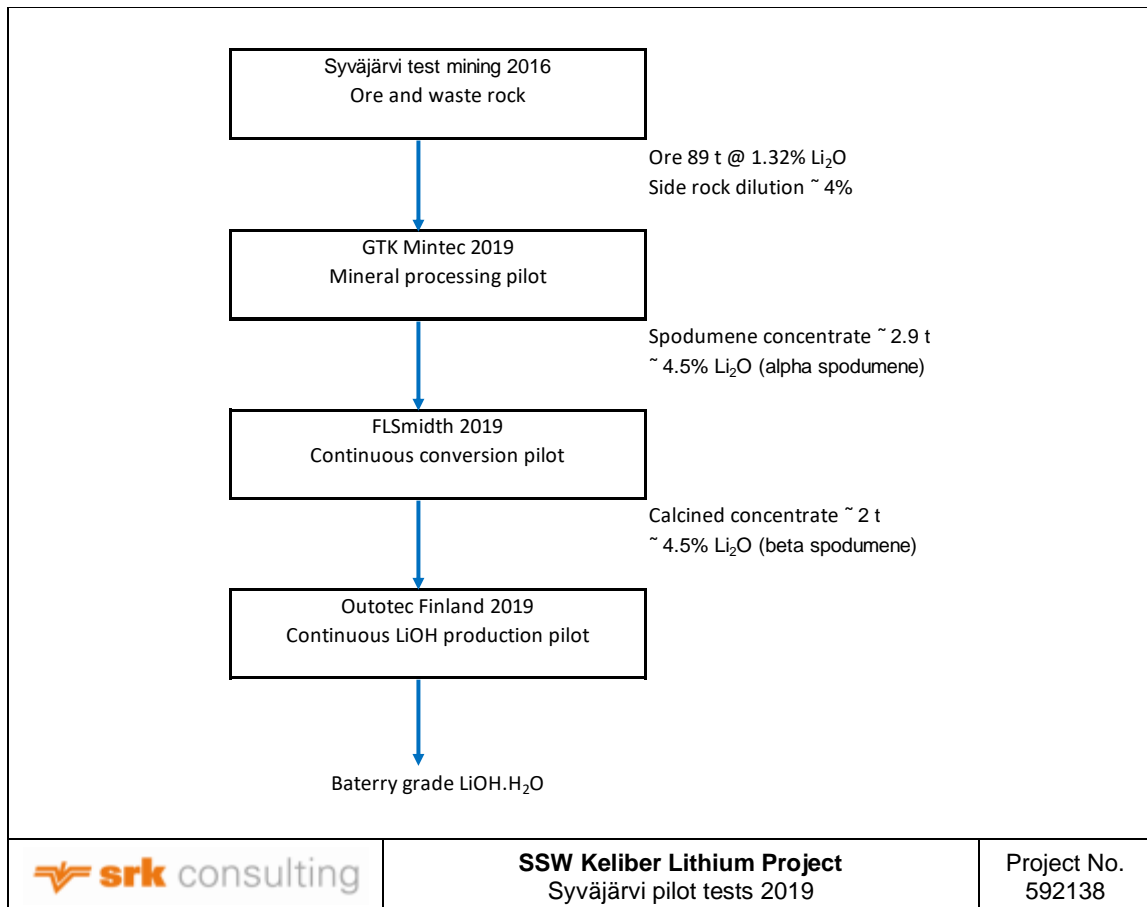 Syväjärvi test mining 2016
Ore and waste rock
Ore 89 t @ 1.32% Li₂O
Side rock dilution ~ 4%
GTK Mintec 2019
Mineral processing pilot
Spodumene concentrate ~ 2.9 t
~ 4.5% Li₂O (alpha spodumene)
FLSmidth 2019
Continuous conversion pilot
Calcined concentrate ~ 2 t
~ 4.5% Li₂O (beta spodumene)
Outotec Finland 2019
Continuous LiOH production pilot
Baterry grade LiOH.H₂O
srk consulting
SSW Keliber Lithium Project
Syväjärvi pilot tests 2019
Project No.
592138